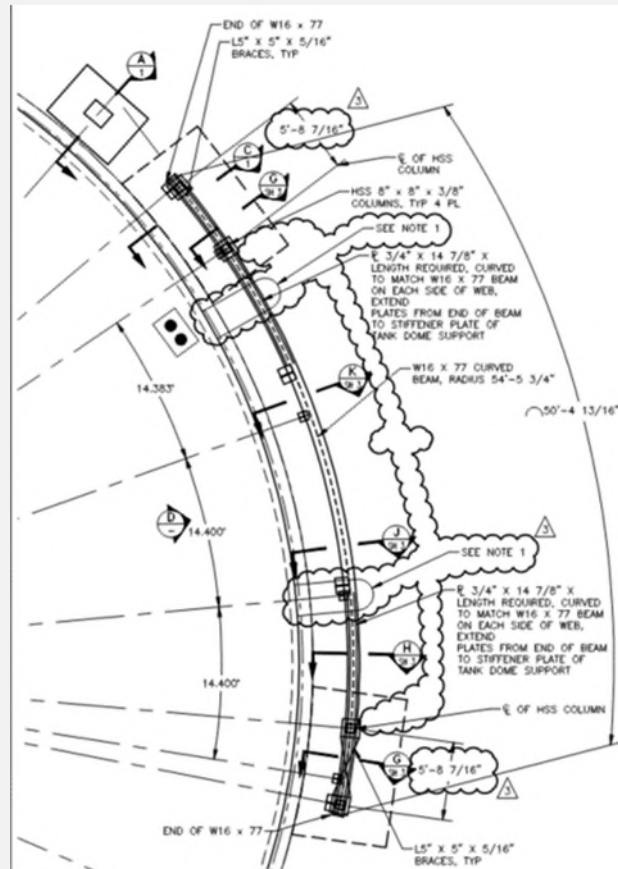 END OF W16 x 77
L5" X 5" X 5/16"
BRACES, TYP
A
1
3
5'-8 7/16"
C
1
G
SH 3
℄ OF HSS
COLUMN
HSS 8" x 8" x 3/8"
COLUMNS, TYP 4 PL
SEE NOTE 1
℄ 3/4" X 14 7/8" X
LENGTH REQUIRED, CURVED
TO MATCH W16 X 77 BEAM
ON EACH SIDE OF WEB,
EXTEND
PLATES FROM END OF BEAM
TO STIFFENER PLATE OF
TANK DOME SUPPORT
K
SH 3
W16 X 77 CURVED
BEAM, RADIUS 54'-5 3/4"
14.383°
50'-4 13/16"
D
–
14.400°
J
SH 3
3
SEE NOTE 1
℄ 3/4" X 14 7/8" X
LENGTH REQUIRED, CURVED
TO MATCH W16 X 77 BEAM
ON EACH SIDE OF WEB,
EXTEND
PLATES FROM END OF BEAM
TO STIFFENER PLATE OF
TANK DOME SUPPORT
H
SH 3
14.400°
℄ OF HSS COLUMN
G
SH 3
5'-8 7/16"
3
END OF W16 x 77
L5" X 5" X 5/16"
BRACES, TYP